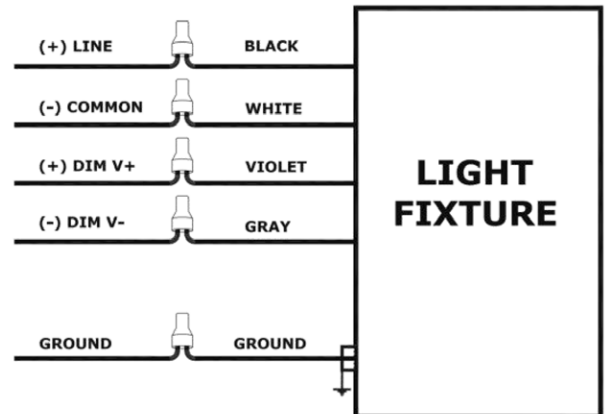 (+) LINE BLACK
(-) COMMON WHITE
(+) DIM V+ VIOLET
(-) DIM V- GRAY
GROUND GROUND
LIGHT
FIXTURE